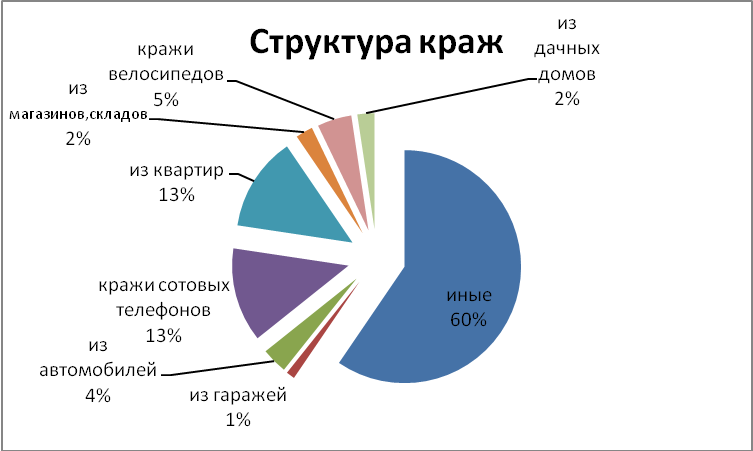 Структура краж
из
дачных
домов
2%
кражи
велосипедов
5%
из
магазинов,складов
2%
из квартир
13%
кражи сотовых
телефонов
13%
из
автомобилей
4%
из гаражей
1%
иные
60%